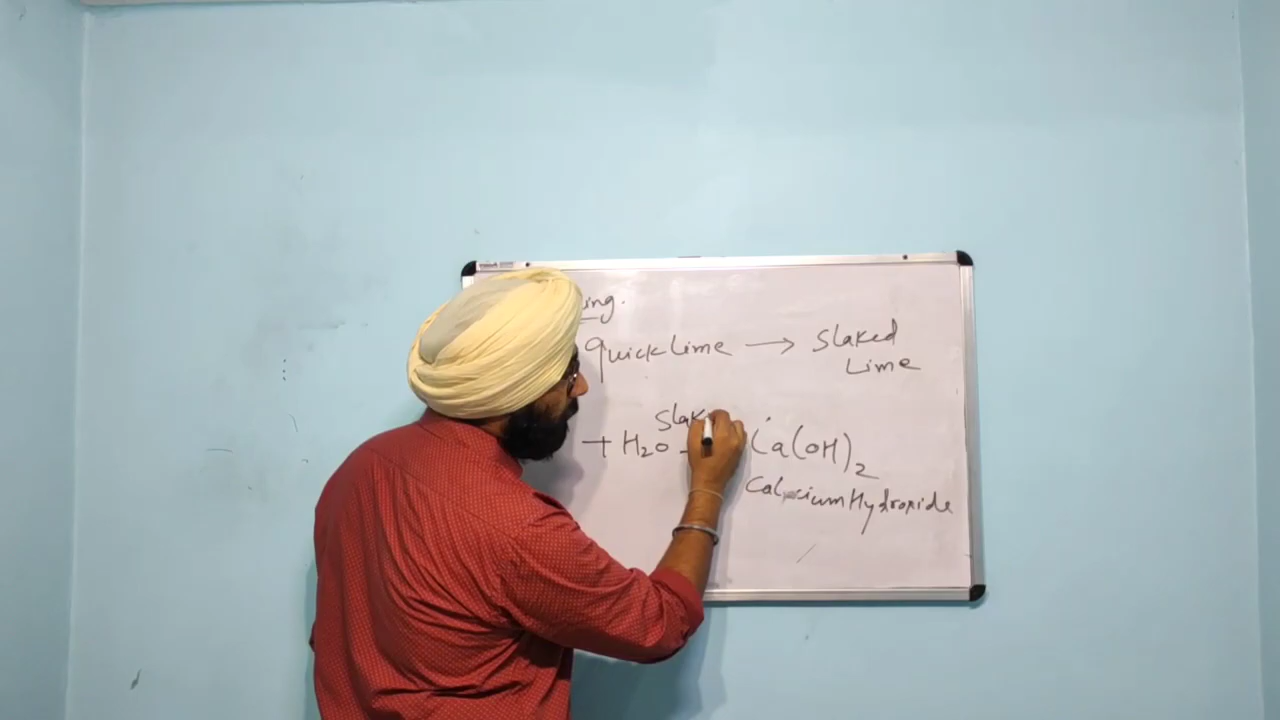 ing.
Quick Lime → Slaked
Lime
Slak
+ H₂O Ca(OH)₂
Calcium Hydroxide